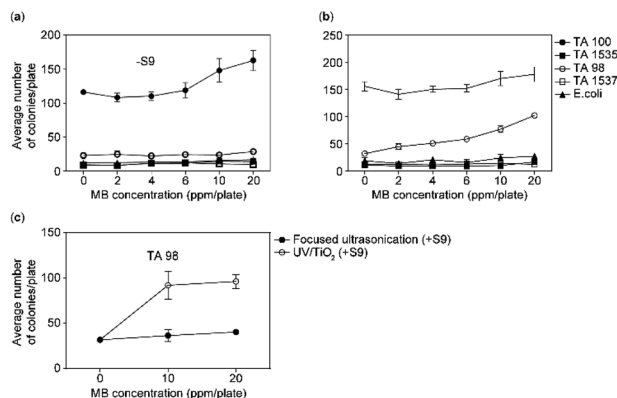 (a)
(b)
200
150
100
50
0
-S9
Average number
of colonies/plate
0 2 4 6 10 20
MB concentration (ppm/plate)
250
200
150
100
50
0
0 2 4 6 10 20
MB concentration (ppm/plate)
TA 100
TA 1535
TA 98
TA 1537
E.coli
(c)
150
100
50
0
TA 98
Average number
of colonies/plate
0 10 20
MB concentration (ppm/plate)
Focused ultrasonication (+S9)
UV/TiO₂ (+S9)